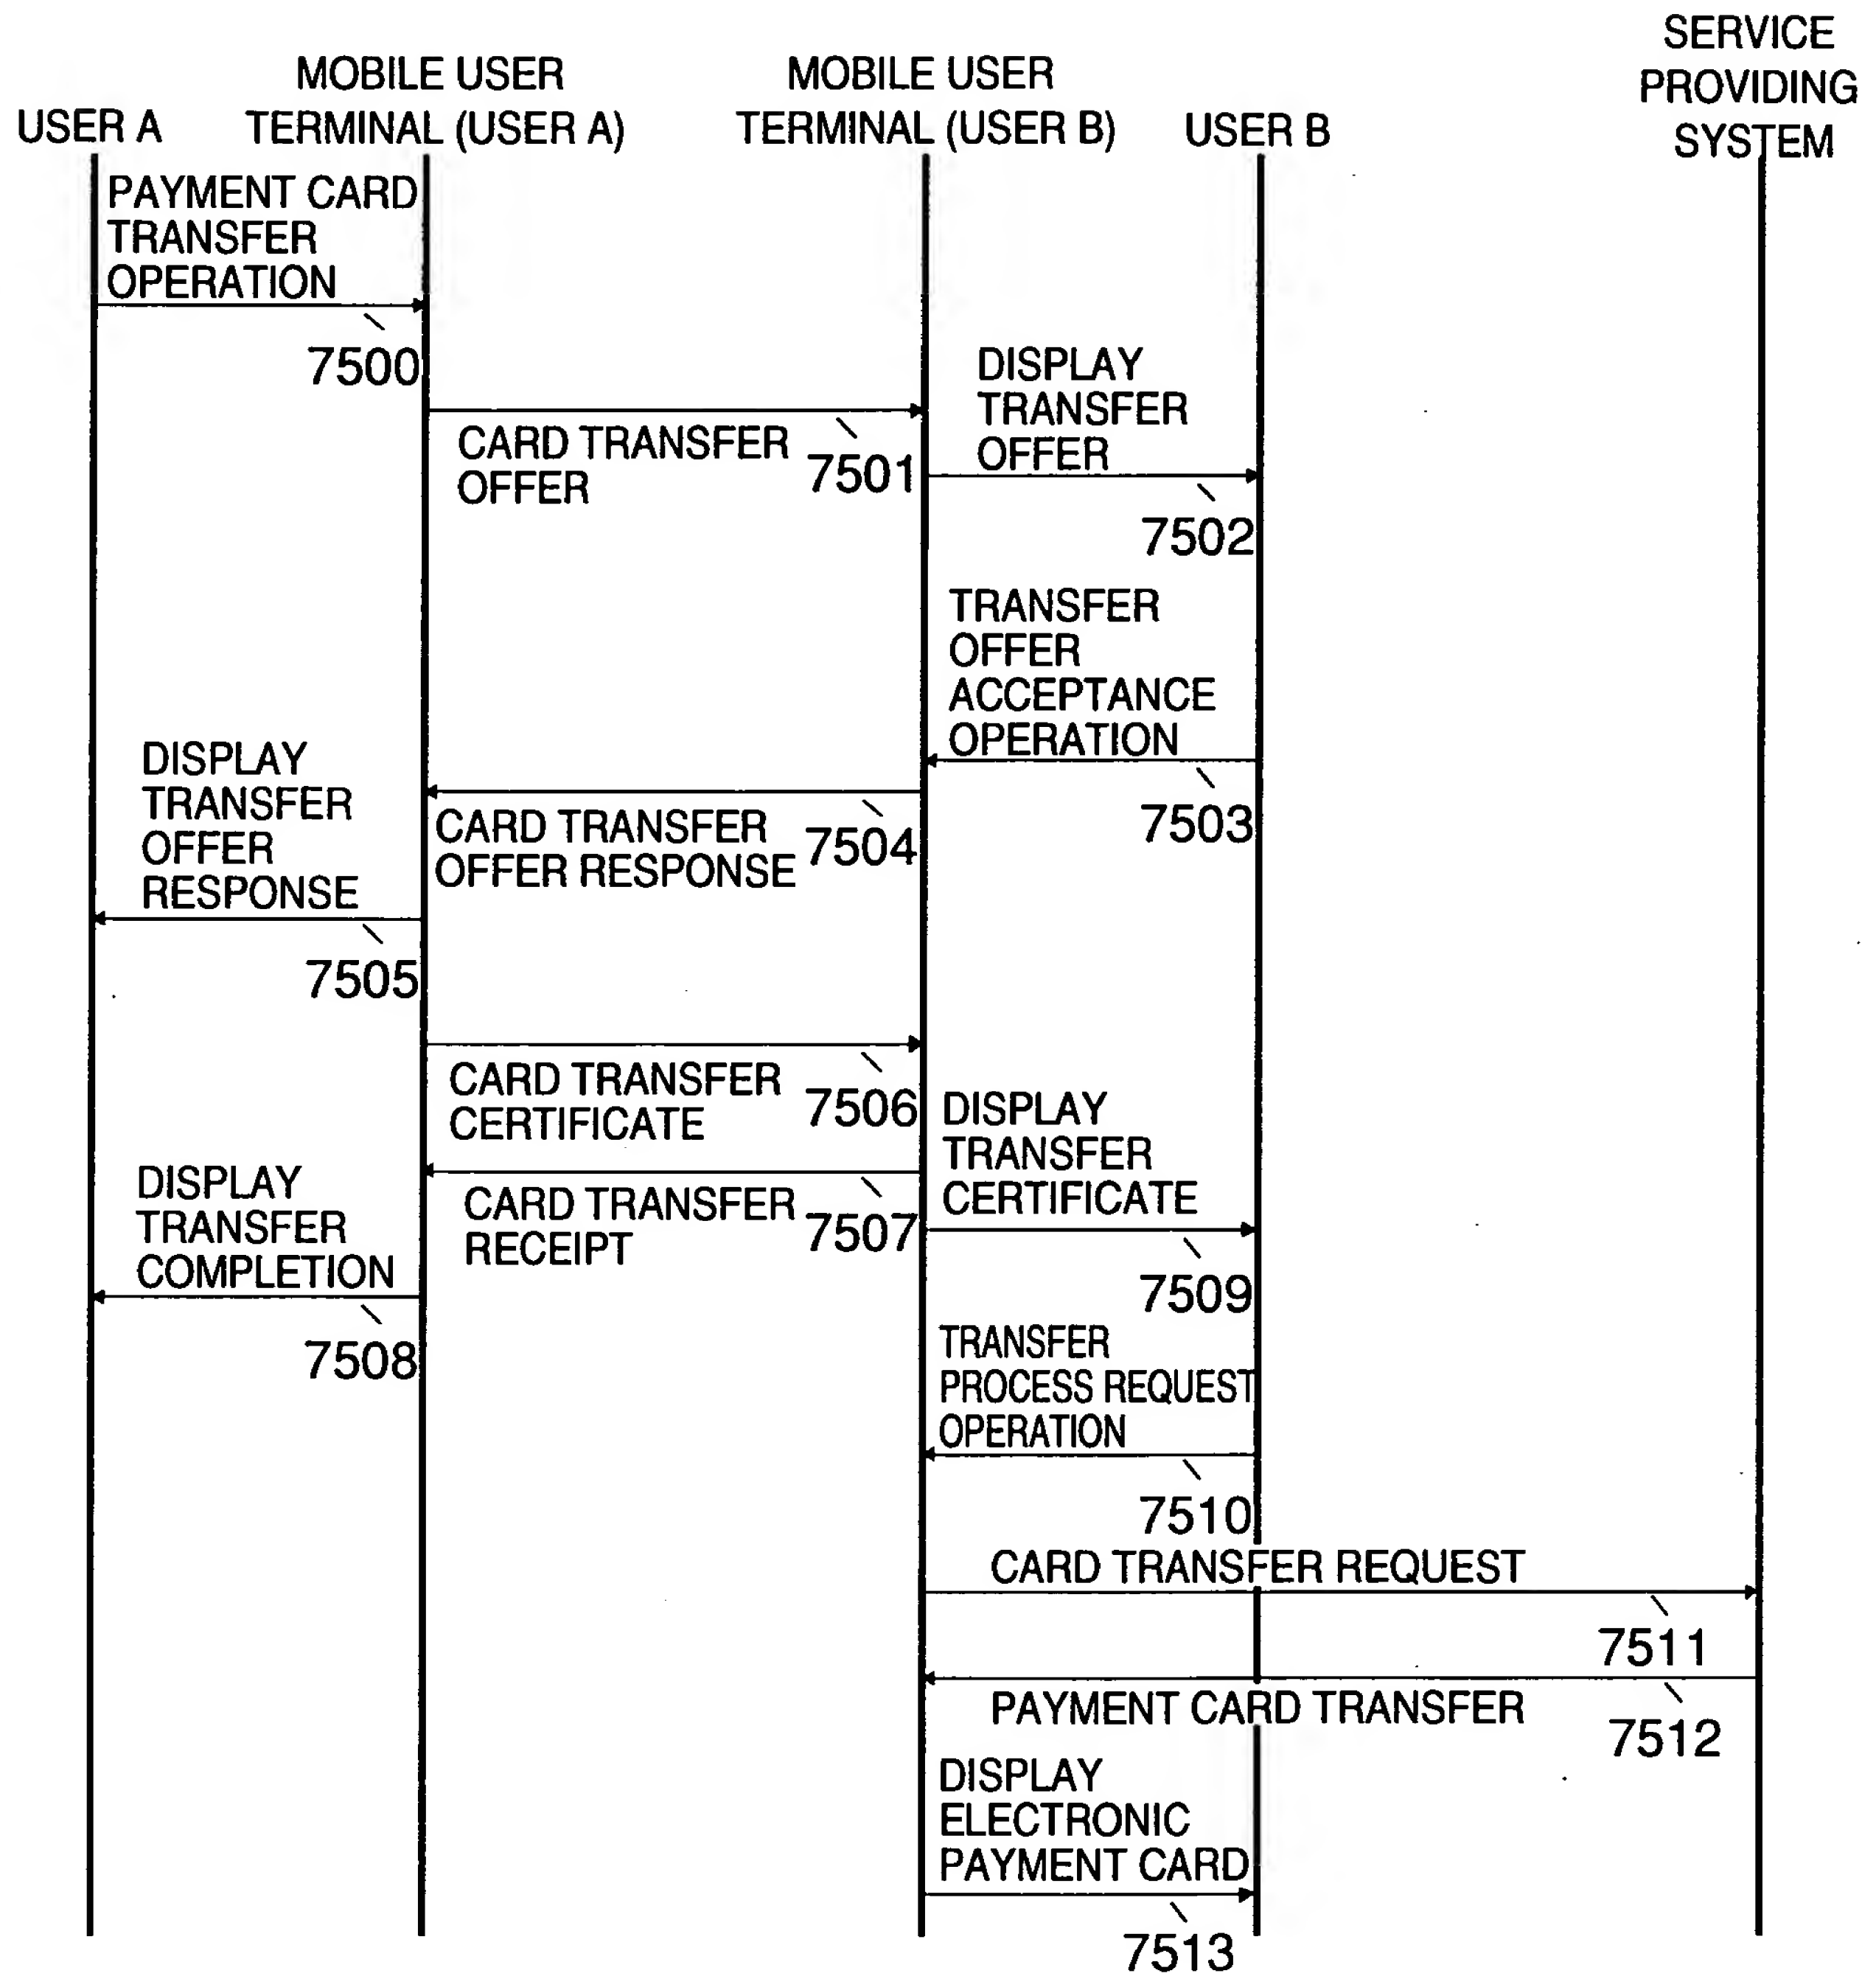 USER A
MOBILE USER
TERMINAL (USER A)
MOBILE USER
TERMINAL (USER B)
USER B
SERVICE
PROVIDING
SYSTEM
PAYMENT CARD
TRANSFER
OPERATION
7500
CARD TRANSFER
OFFER
7501
DISPLAY
TRANSFER
OFFER
7502
TRANSFER
OFFER
ACCEPTANCE
OPERATION
7503
CARD TRANSFER
OFFER RESPONSE
7504
DISPLAY
TRANSFER
OFFER
RESPONSE
7505
CARD TRANSFER
CERTIFICATE
7506
CARD TRANSFER
RECEIPT
7507
DISPLAY
TRANSFER
COMPLETION
7508
DISPLAY
TRANSFER
CERTIFICATE
7509
TRANSFER
PROCESS REQUEST
OPERATION
7510
CARD TRANSFER REQUEST
7511
PAYMENT CARD TRANSFER
7512
DISPLAY
ELECTRONIC
PAYMENT CARD
7513